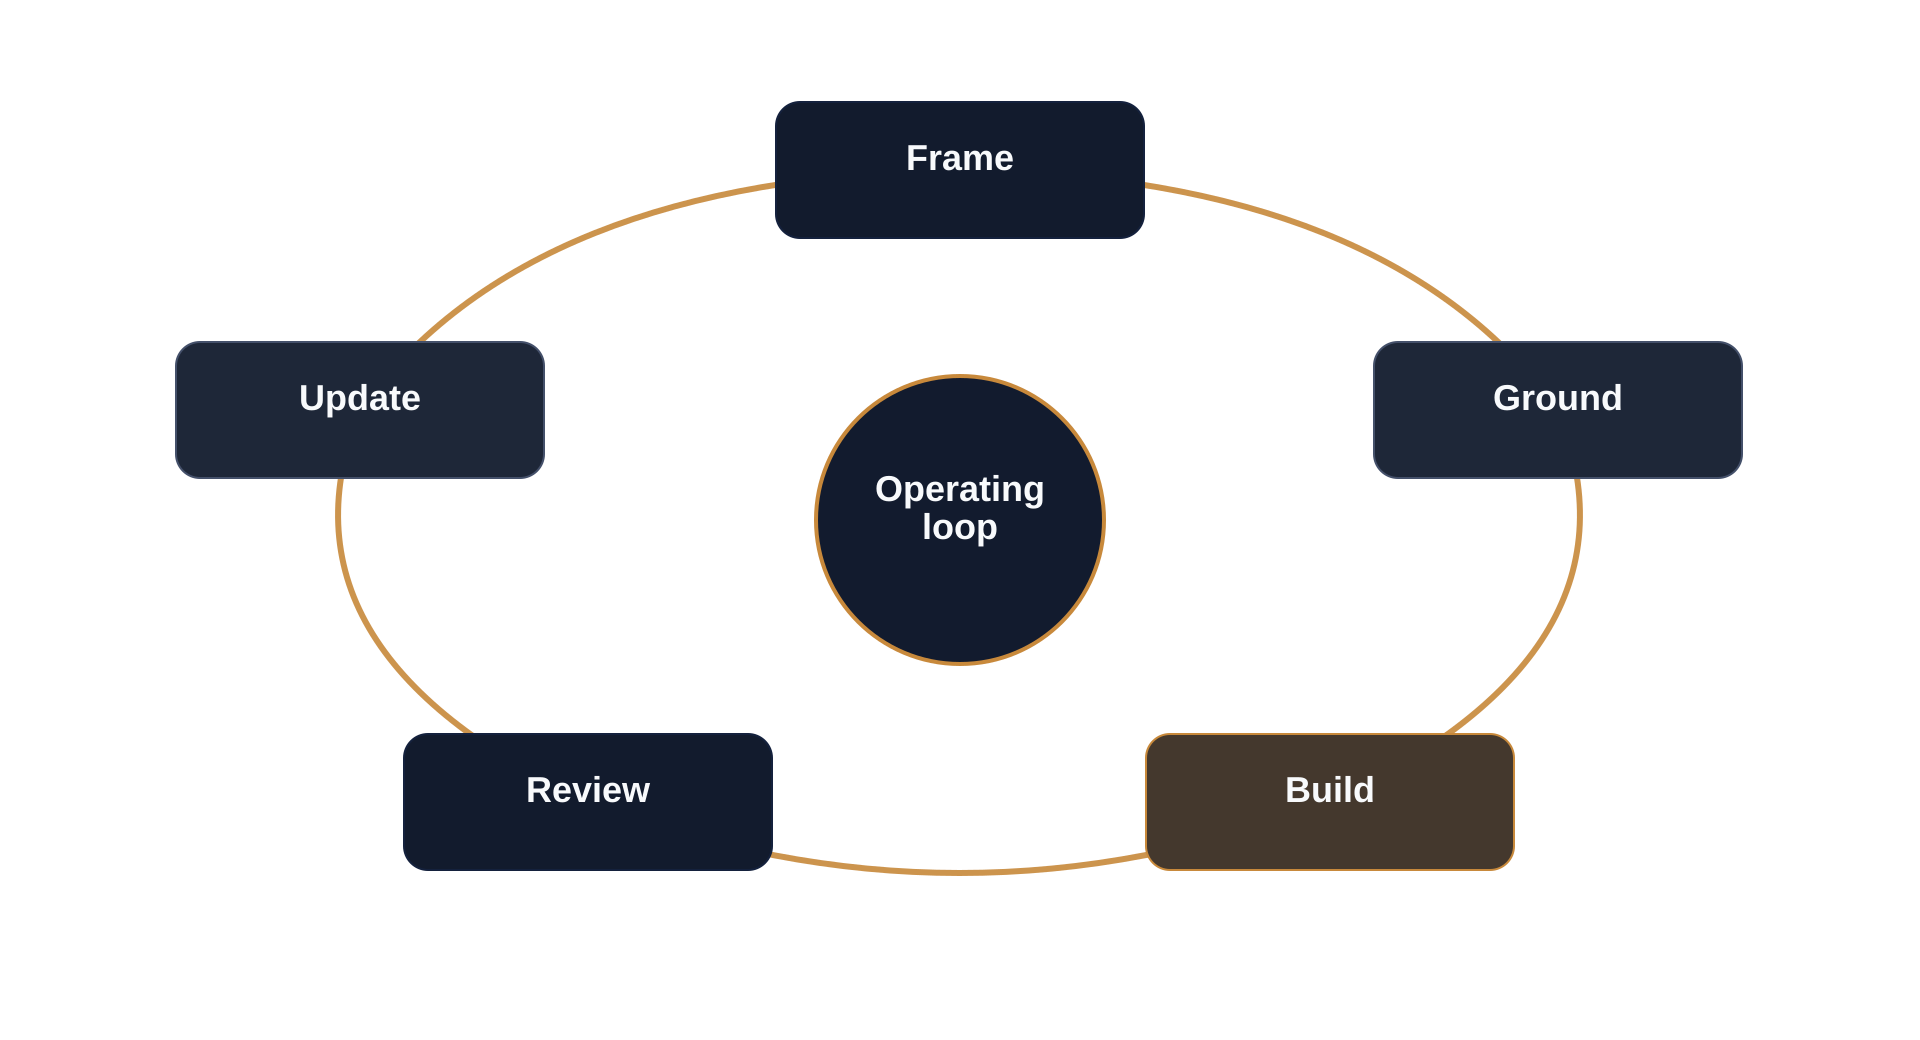 Frame
Update
Ground
Operating
loop
Review
Build